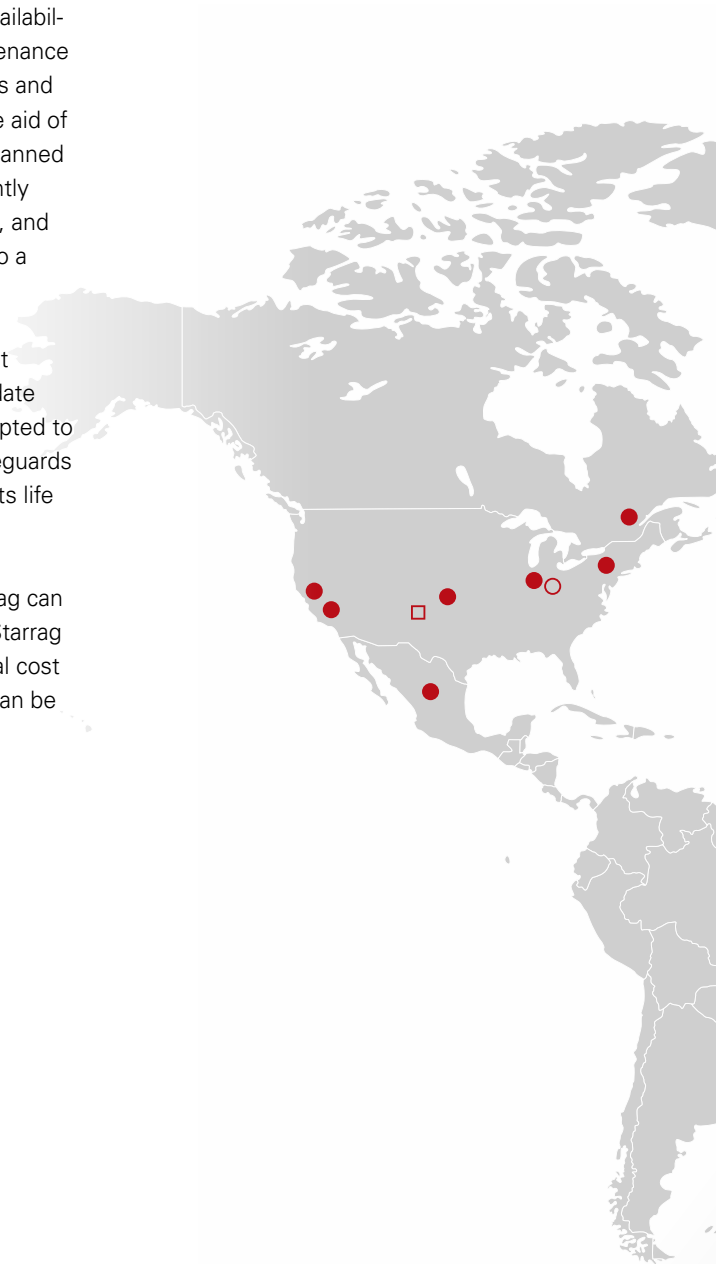 ailabil-
enance
s and
e aid of
anned
ntly
, and
o a
t
late
pted to
eguards
ts life
ag can
Starrag
al cost
an be